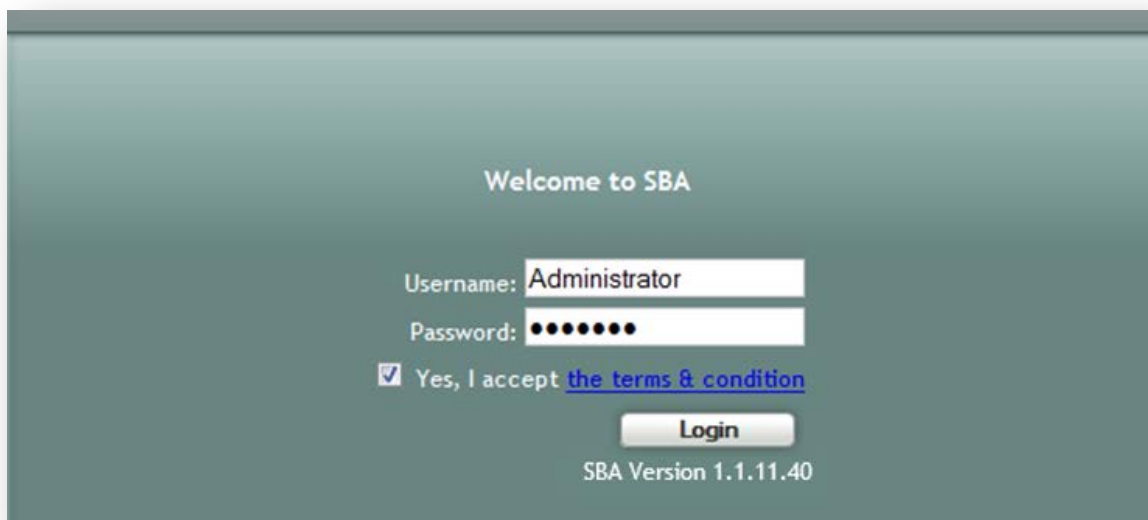 Welcome to SBA
Username: Administrator
Password: •••••••
Yes, I accept the terms & condition
Login
SBA Version 1.1.11.40